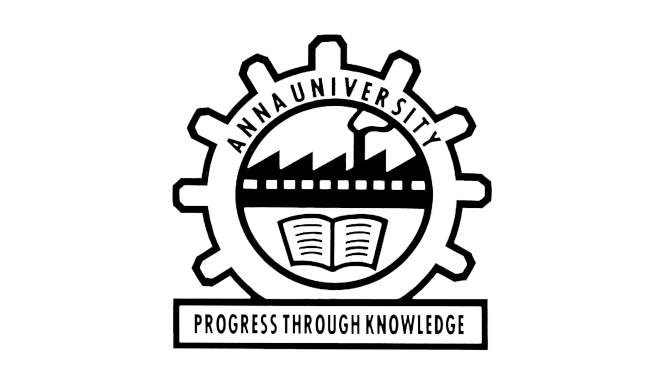 ANNA UNIVERSITY
PROGRESS THROUGH KNOWLEDGE